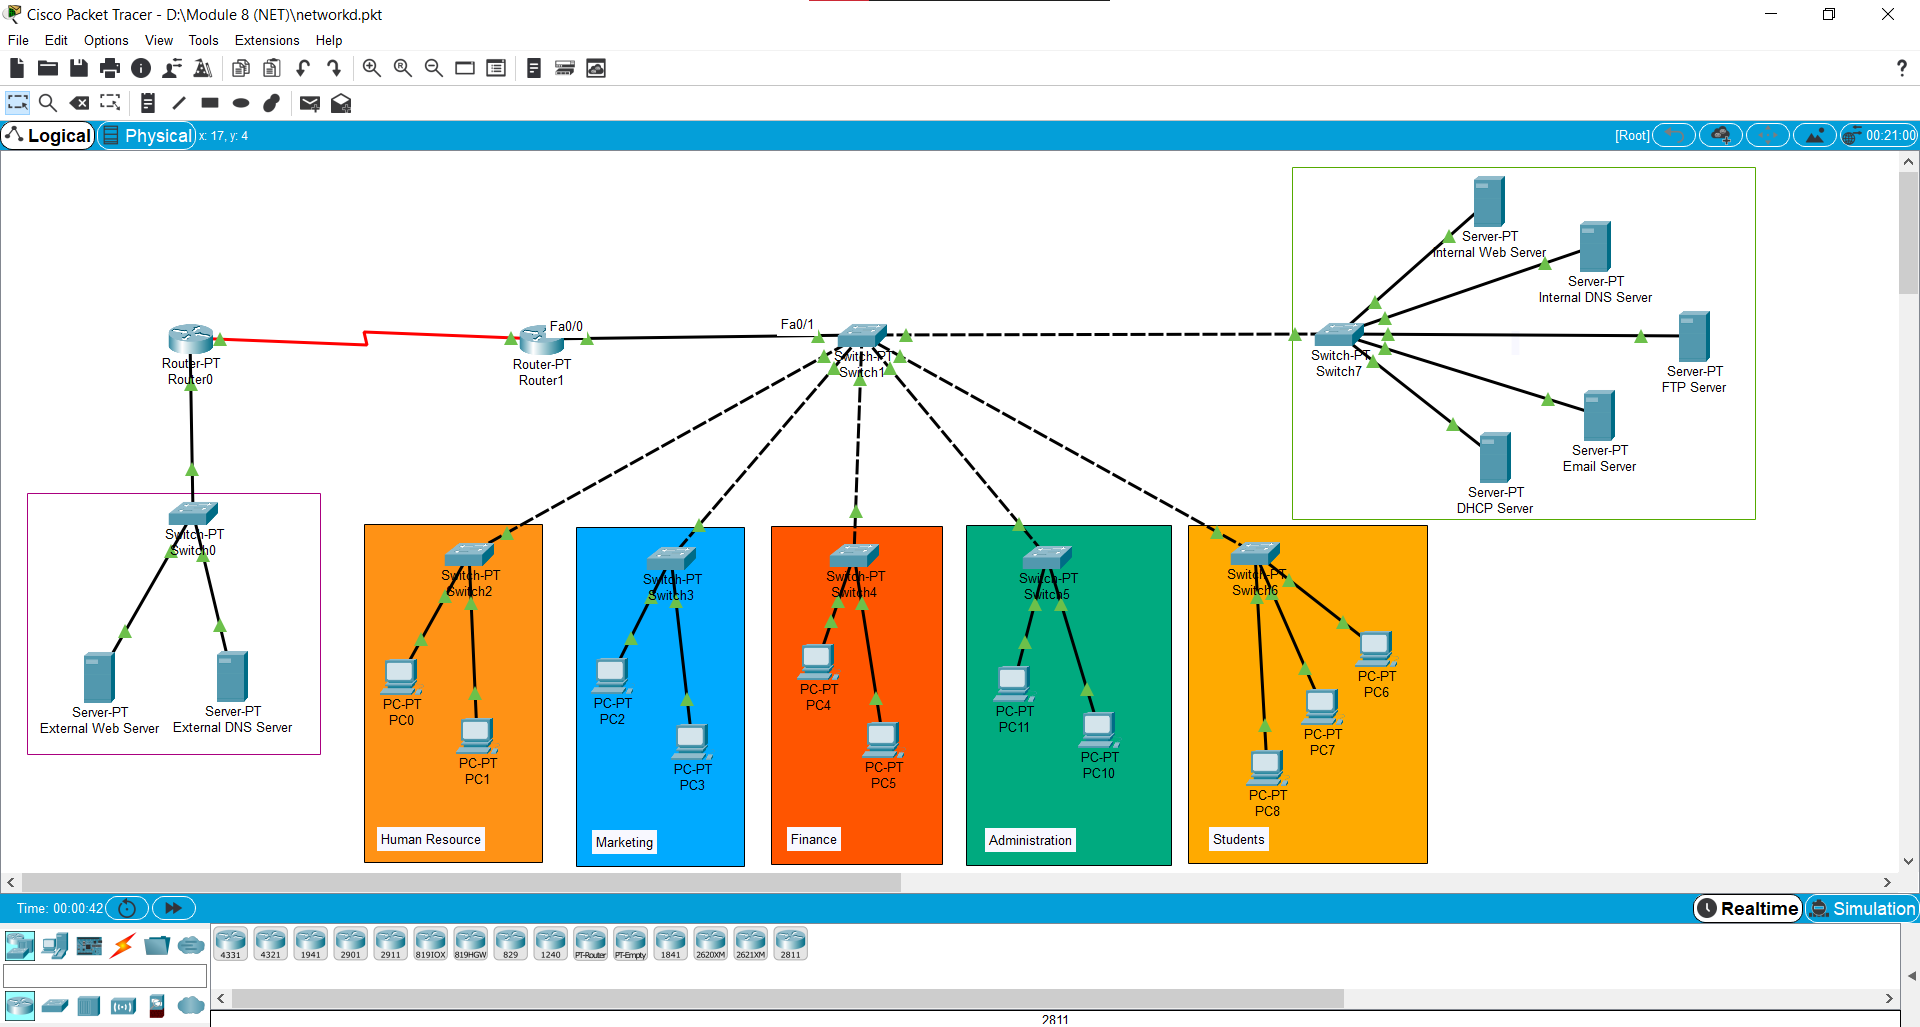 Cisco Packet Tracer - D:\Module 8 (NET)\networkd.pkt
File Edit Options View Tools Extensions Help
?
Logical Physical x: 17, y: 4 [Root] 00:21:00
Server-PT
Internal Web Server
Server-PT
Internal DNS Server
Server-PT
FTP Server
Server-PT
Email Server
Server-PT
DHCP Server
Switch-PT
Switch7
Router-PT
Router0
Fa0/0
Router-PT
Router1
Fa0/1
Switch-PT
Switch1
Switch-PT
Switch0
Server-PT
External Web Server
Server-PT
External DNS Server
Switch-PT
Switch2
PC-PT
PC0
PC-PT
PC1
Human Resource
Switch-PT
Switch3
PC-PT
PC2
PC-PT
PC3
Marketing
Switch-PT
Switch4
PC-PT
PC4
PC-PT
PC5
Finance
Switch-PT
Switch5
PC-PT
PC11
PC-PT
PC10
Administration
Switch-PT
Switch6
PC-PT
PC6
PC-PT
PC7
PC-PT
PC8
Students
Time: 00:00:42 Realtime Simulation
4331 4321 1941 2901 2911 819IOX 819HGW 829 1240 PT-Router PT-Empty 1841 2620XM 2621XM 2811
2811